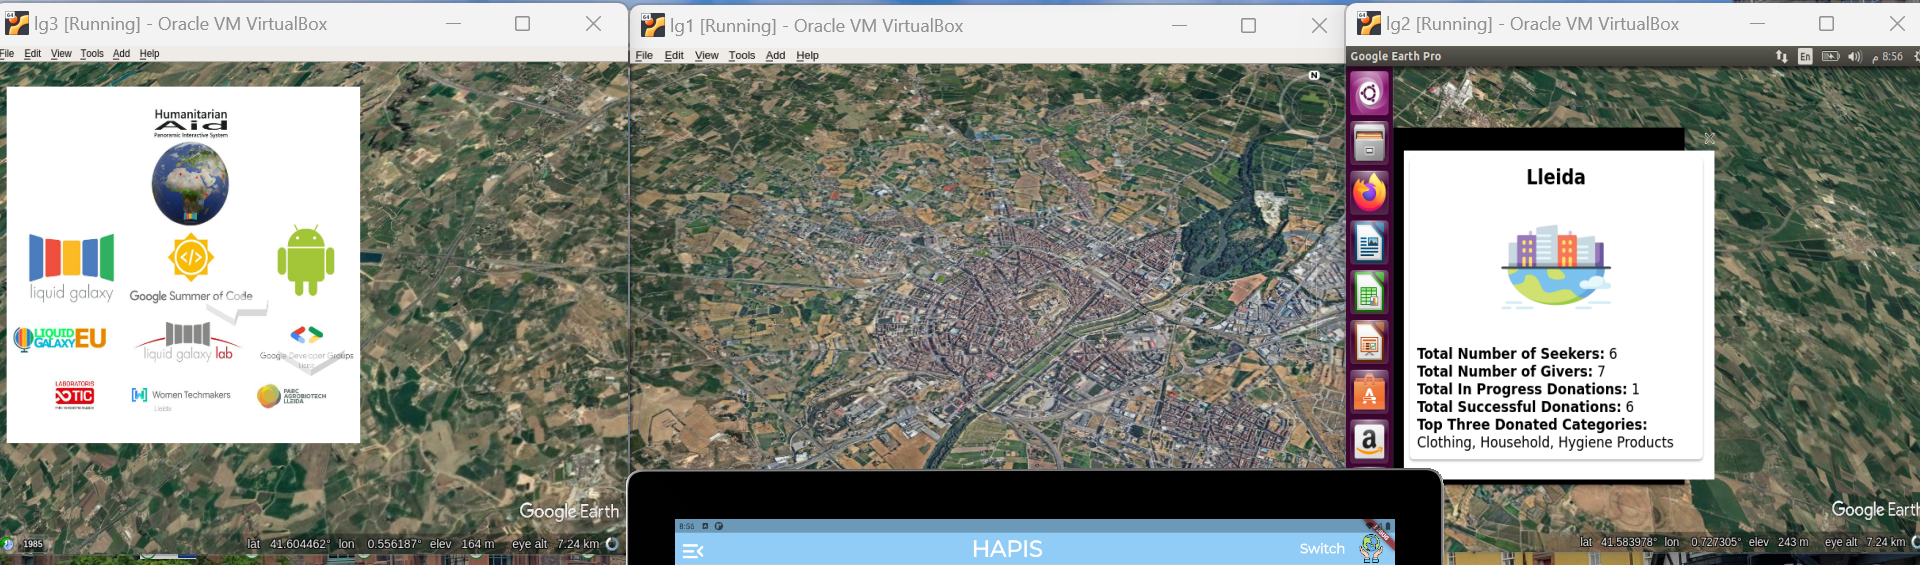 lg3 [Running] - Oracle VM VirtualBox
File Edit View Tools Add Help
Humanitarian
Aid
Panoramic Interactive System
liquid galaxy
Google Summer of Code
LIQUID
GALAXY EU
liquid galaxy lab
Google Developer Groups
Lleida
LABORATORIS
TIC
Women Techmakers
Lleida
PARC
AGROBIOTECH
LLEIDA
Google Earth
1985
lat 41.604462° lon 0.556187° elev 164 m eye alt 7.24 km
lg1 [Running] - Oracle VM VirtualBox
File Edit View Tools Add Help
N
lg2 [Running] - Oracle VM VirtualBox
Google Earth Pro
En
م 8:56
Lleida
Total Number of Seekers: 6
Total Number of Givers: 7
Total In Progress Donations: 1
Total Successful Donations: 6
Top Three Donated Categories:
Clothing, Household, Hygiene Products
Google Earth
lat 41.583978° lon 0.727305° elev 243 m eye alt 7.24 km
8:56
HAPIS
Switch